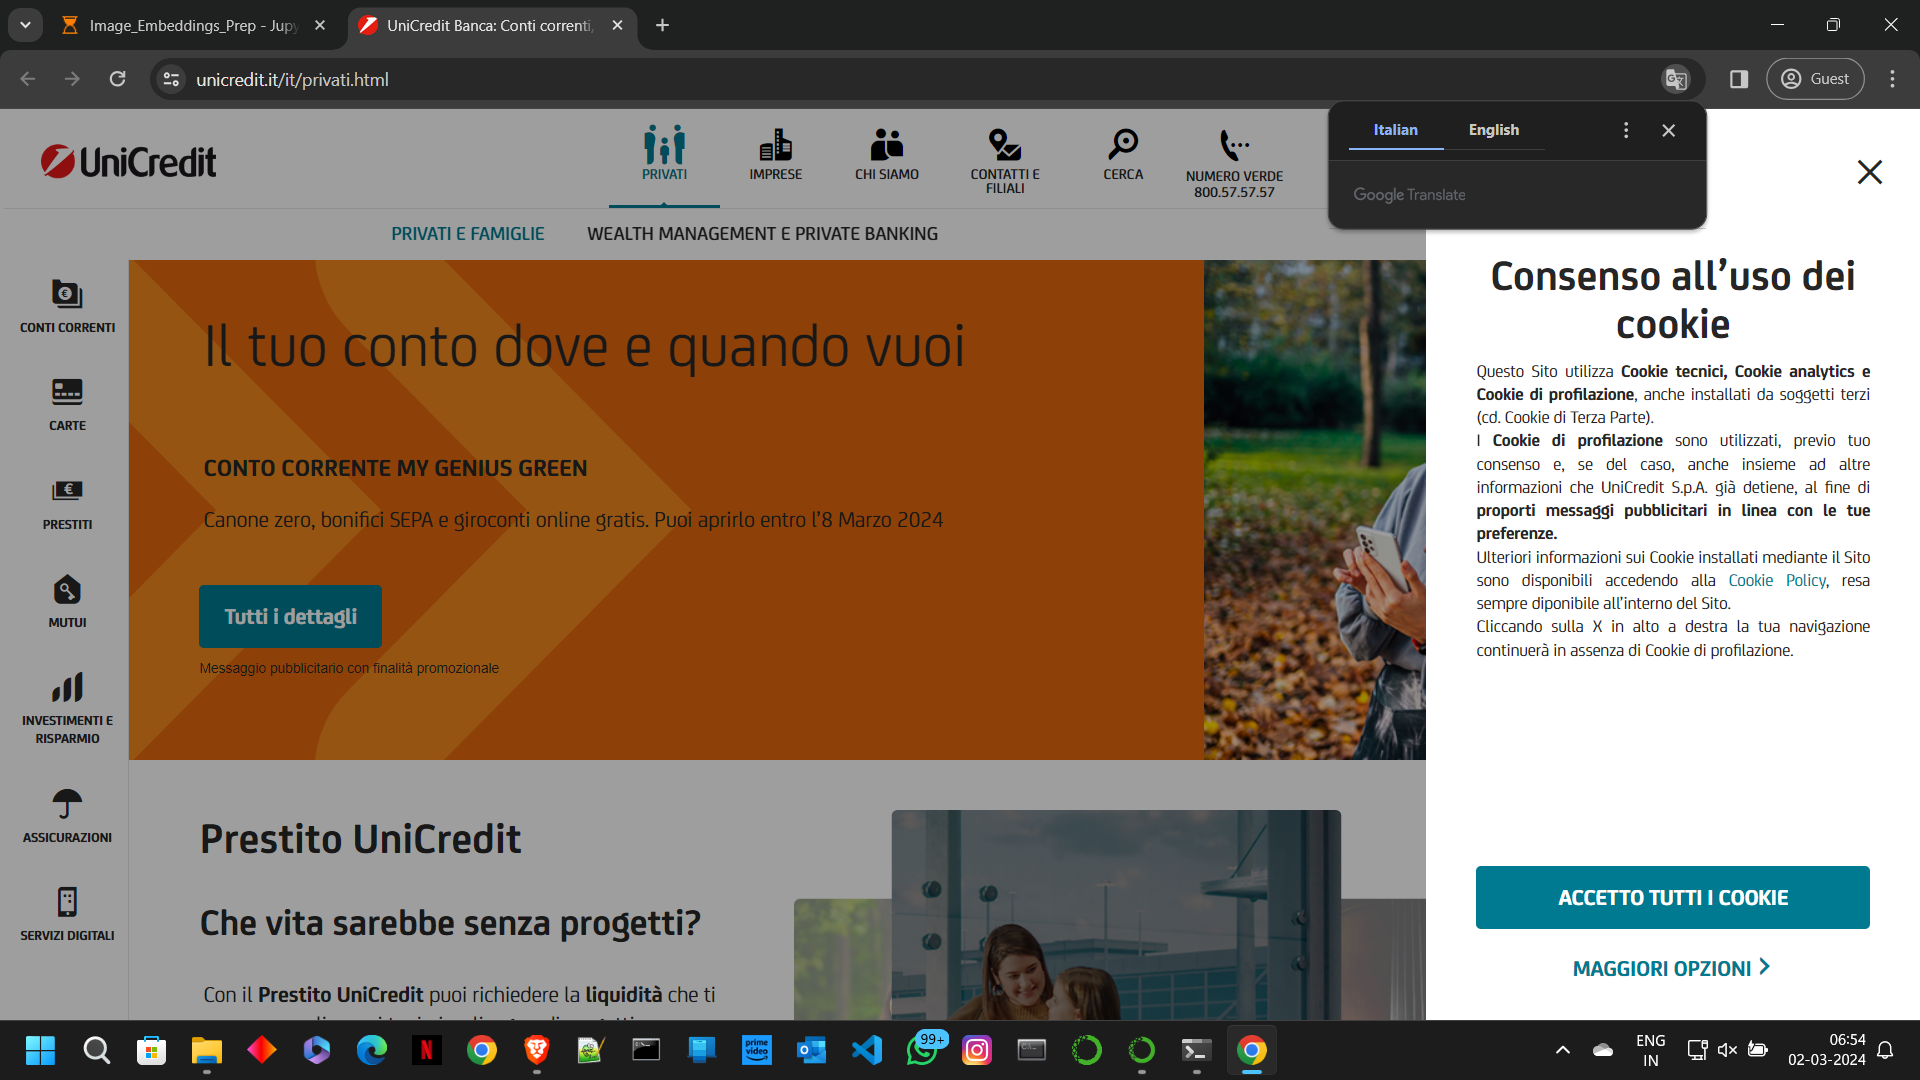 Image_Embeddings_Prep - Jupy
UniCredit Banca: Conti correnti,
unicredit.it/it/privati.html
Guest
Italian
English
Google Translate
UniCredit
PRIVATI
IMPRESE
CHI SIAMO
CONTATTI E
FILIALI
CERCA
NUMERO VERDE
800.57.57.57
PRIVATI E FAMIGLIE
WEALTH MANAGEMENT E PRIVATE BANKING
CONTI CORRENTI
CARTE
PRESTITI
MUTUI
INVESTIMENTI E
RISPARMIO
ASSICURAZIONI
SERVIZI DIGITALI
Il tuo conto dove e quando vuoi
CONTO CORRENTE MY GENIUS GREEN
Canone zero, bonifici SEPA e giroconti online gratis. Puoi aprirlo entro l'8 Marzo 2024
Tutti i dettagli
Messaggio pubblicitario con finalità promozionale
Prestito UniCredit
Che vita sarebbe senza progetti?
Con il Prestito UniCredit puoi richiedere la liquidità che ti
Consenso all'uso dei
cookie
Questo Sito utilizza Cookie tecnici, Cookie analytics e
Cookie di profilazione, anche installati da soggetti terzi
(cd. Cookie di Terza Parte).
I Cookie di profilazione sono utilizzati, previo tuo
consenso e, se del caso, anche insieme ad altre
informazioni che UniCredit S.p.A. già detiene, al fine di
proporti messaggi pubblicitari in linea con le tue
preferenze.
Ulteriori informazioni sui Cookie installati mediante il Sito
sono disponibili accedendo alla Cookie Policy, resa
sempre diponibile all'interno del Sito.
Cliccando sulla X in alto a destra la tua navigazione
continuerà in assenza di Cookie di profilazione.
ACCETTO TUTTI I COOKIE
MAGGIORI OPZIONI
prime
video
99+
ENG
IN
06:54
02-03-2024